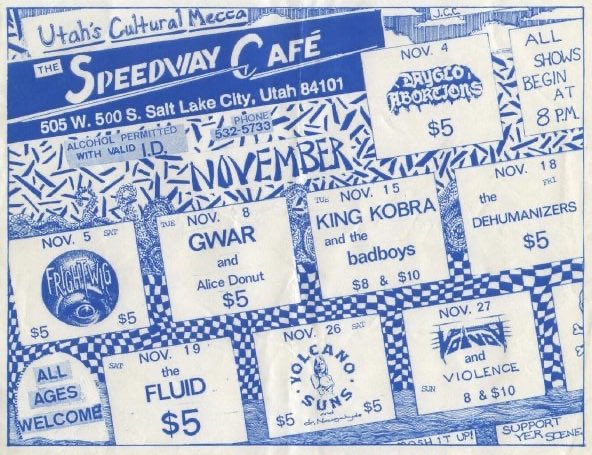 Utah's Cultural Mecca
THE SPEEDWAY CAFÉ
505 W. 500 S. Salt Lake City, Utah 84101
ALCOHOL PERMITTED
WITH VALID I.D.
PHONE
532-5733
J.C.C.
NOV. 4
DAYGLO
ABORTIONS
$5
ALL
SHOWS
BEGIN
AT
8 P.M.
NOVEMBER
NOV. 5 SAT
FRIGHTWIG
$5 $5
TUE NOV. 8
GWAR
and
Alice Donut
$5
TUE NOV. 15
KING KOBRA
and the
badboys
$8 & $10
NOV. 18
FRI
the
DEHUMANIZERS
$5
ALL
AGES
WELCOME
SAT NOV. 19
the
FLUID
$5
NOV. 26 SAT
VOLCANO
SUNS
and
$5 $5
NOV. 27
VOIVOD
and
VIOLENCE
SUN 8 & $10
IT UP!
SUPPORT
YER SCENE